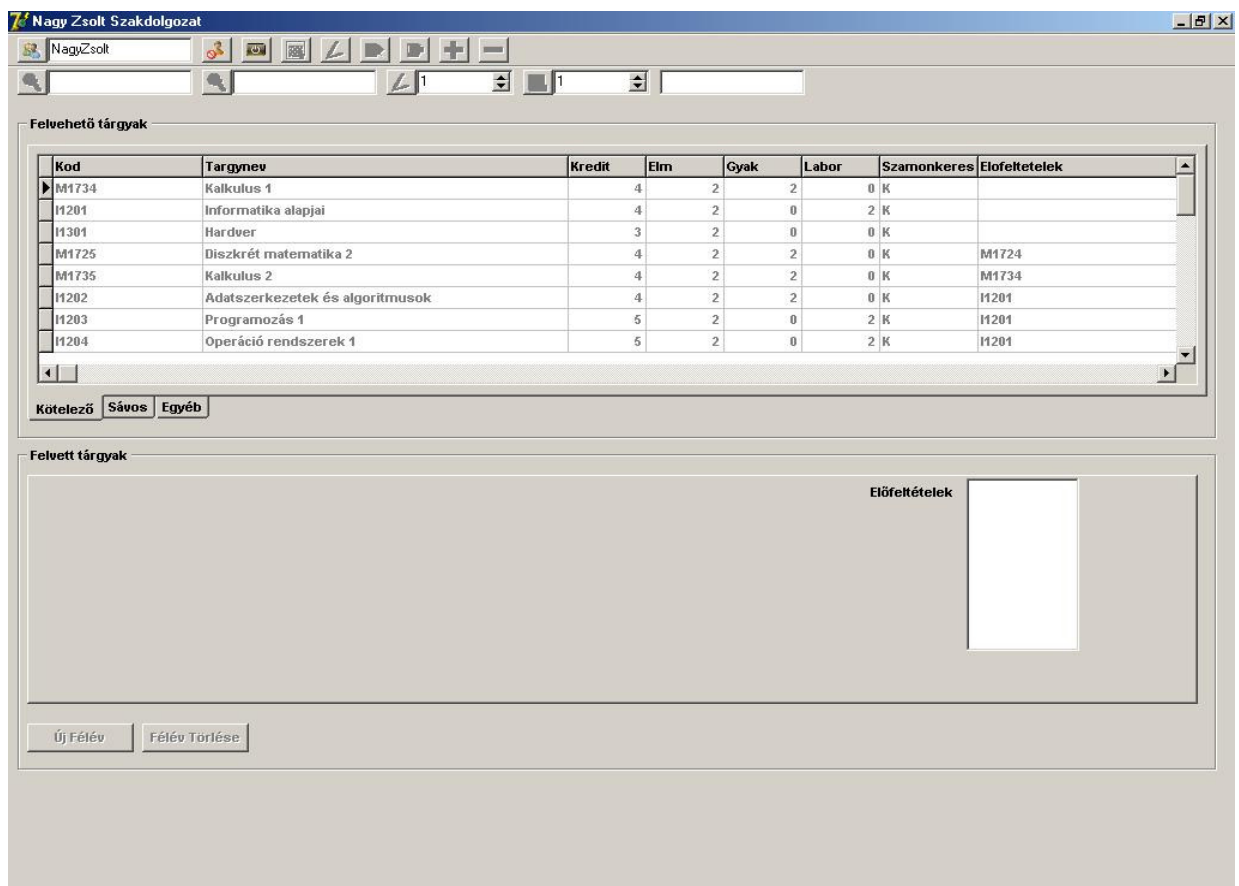 Nagy Zsolt Szakdolgozat
NagyZsolt
1 1
Felvehető tárgyak
Kod Targynev Kredit Elm Gyak Labor Szamonkeres Elofeltetelek
M1734 Kalkulus 1 4 2 2 0 K
I1201 Informatika alapjai 4 2 0 2 K
I1301 Hardver 3 2 0 0 K
M1725 Diszkrét matematika 2 4 2 2 0 K M1724
M1735 Kalkulus 2 4 2 2 0 K M1734
I1202 Adatszerkezetek és algoritmusok 4 2 2 0 K I1201
I1203 Programozás 1 5 2 0 2 K I1201
I1204 Operáció rendszerek 1 5 2 0 2 K I1201
Kötelező Sávos Egyéb
Felvett tárgyak
Előfeltételek
Új Félév Félév Törlése